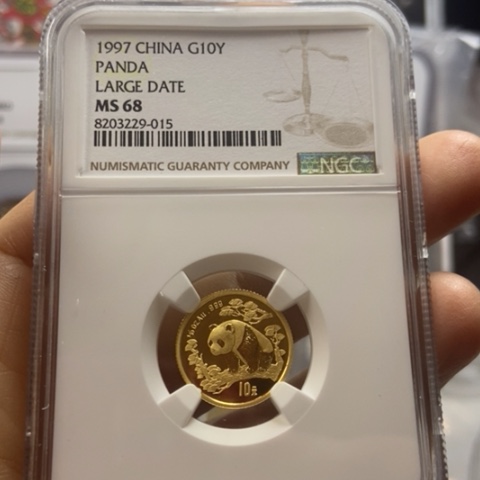 1997 CHINA G10Y
PANDA
LARGE DATE
MS 68
8203229-015
NUMISMATIC GUARANTY COMPANY NGC
10元